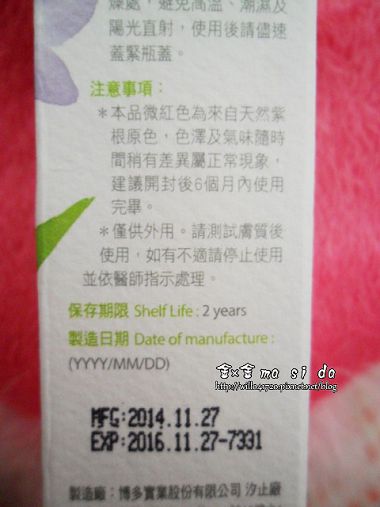 燥處，避免高溫、潮濕及
陽光直射，使用後請儘速
蓋緊瓶蓋。
注意事項：
＊本品微紅色為來自天然紫
根原色，色澤及氣味隨時
間稍有差異屬正常現象，
建議開封後6個月內使用
完畢。
＊僅供外用。請測試膚質後
使用，如有不適請停止使用
並依醫師指示處理。
保存期限 Shelf Life : 2 years
製造日期 Date of manufacture :
(YYYY/MM/DD)
ma si da
MFG:2014.11.27
EXP:2016.11.27-7331
製造廠：博多實業股份有限公司 汐止廠